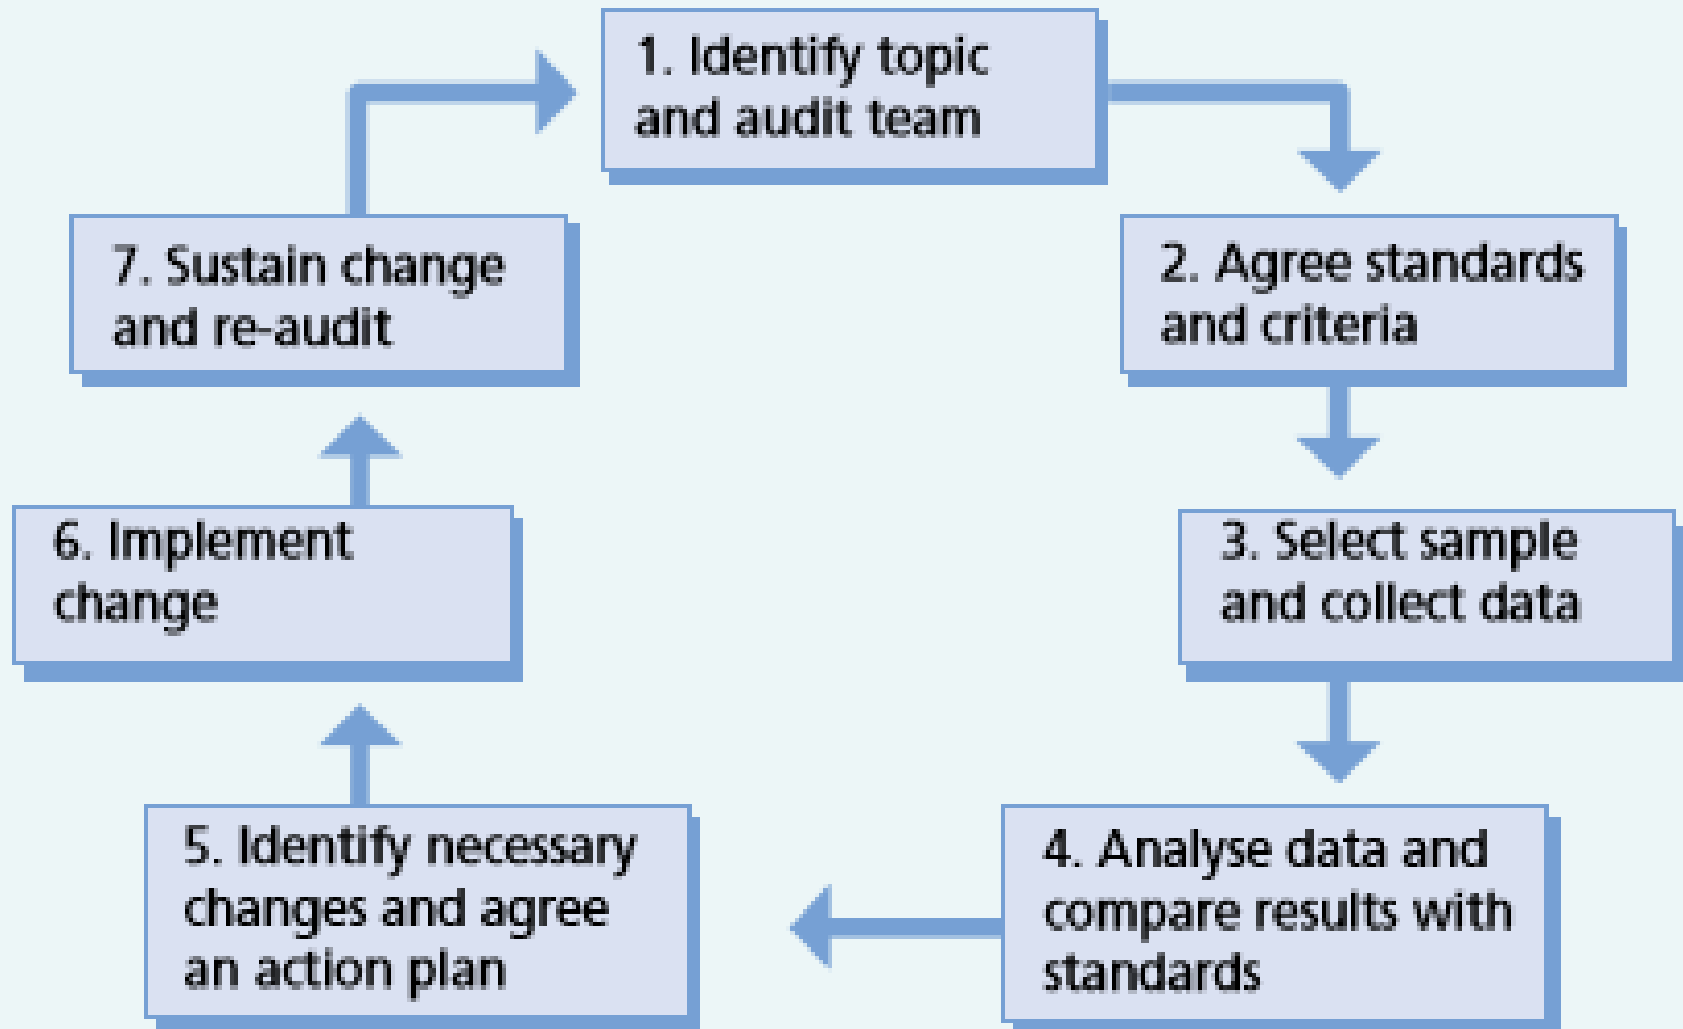 1. Identify topic
and audit team
2. Agree standards
and criteria
3. Select sample
and collect data
4. Analyse data and
compare results with
standards
5. Identify necessary
changes and agree
an action plan
6. Implement
change
7. Sustain change
and re-audit